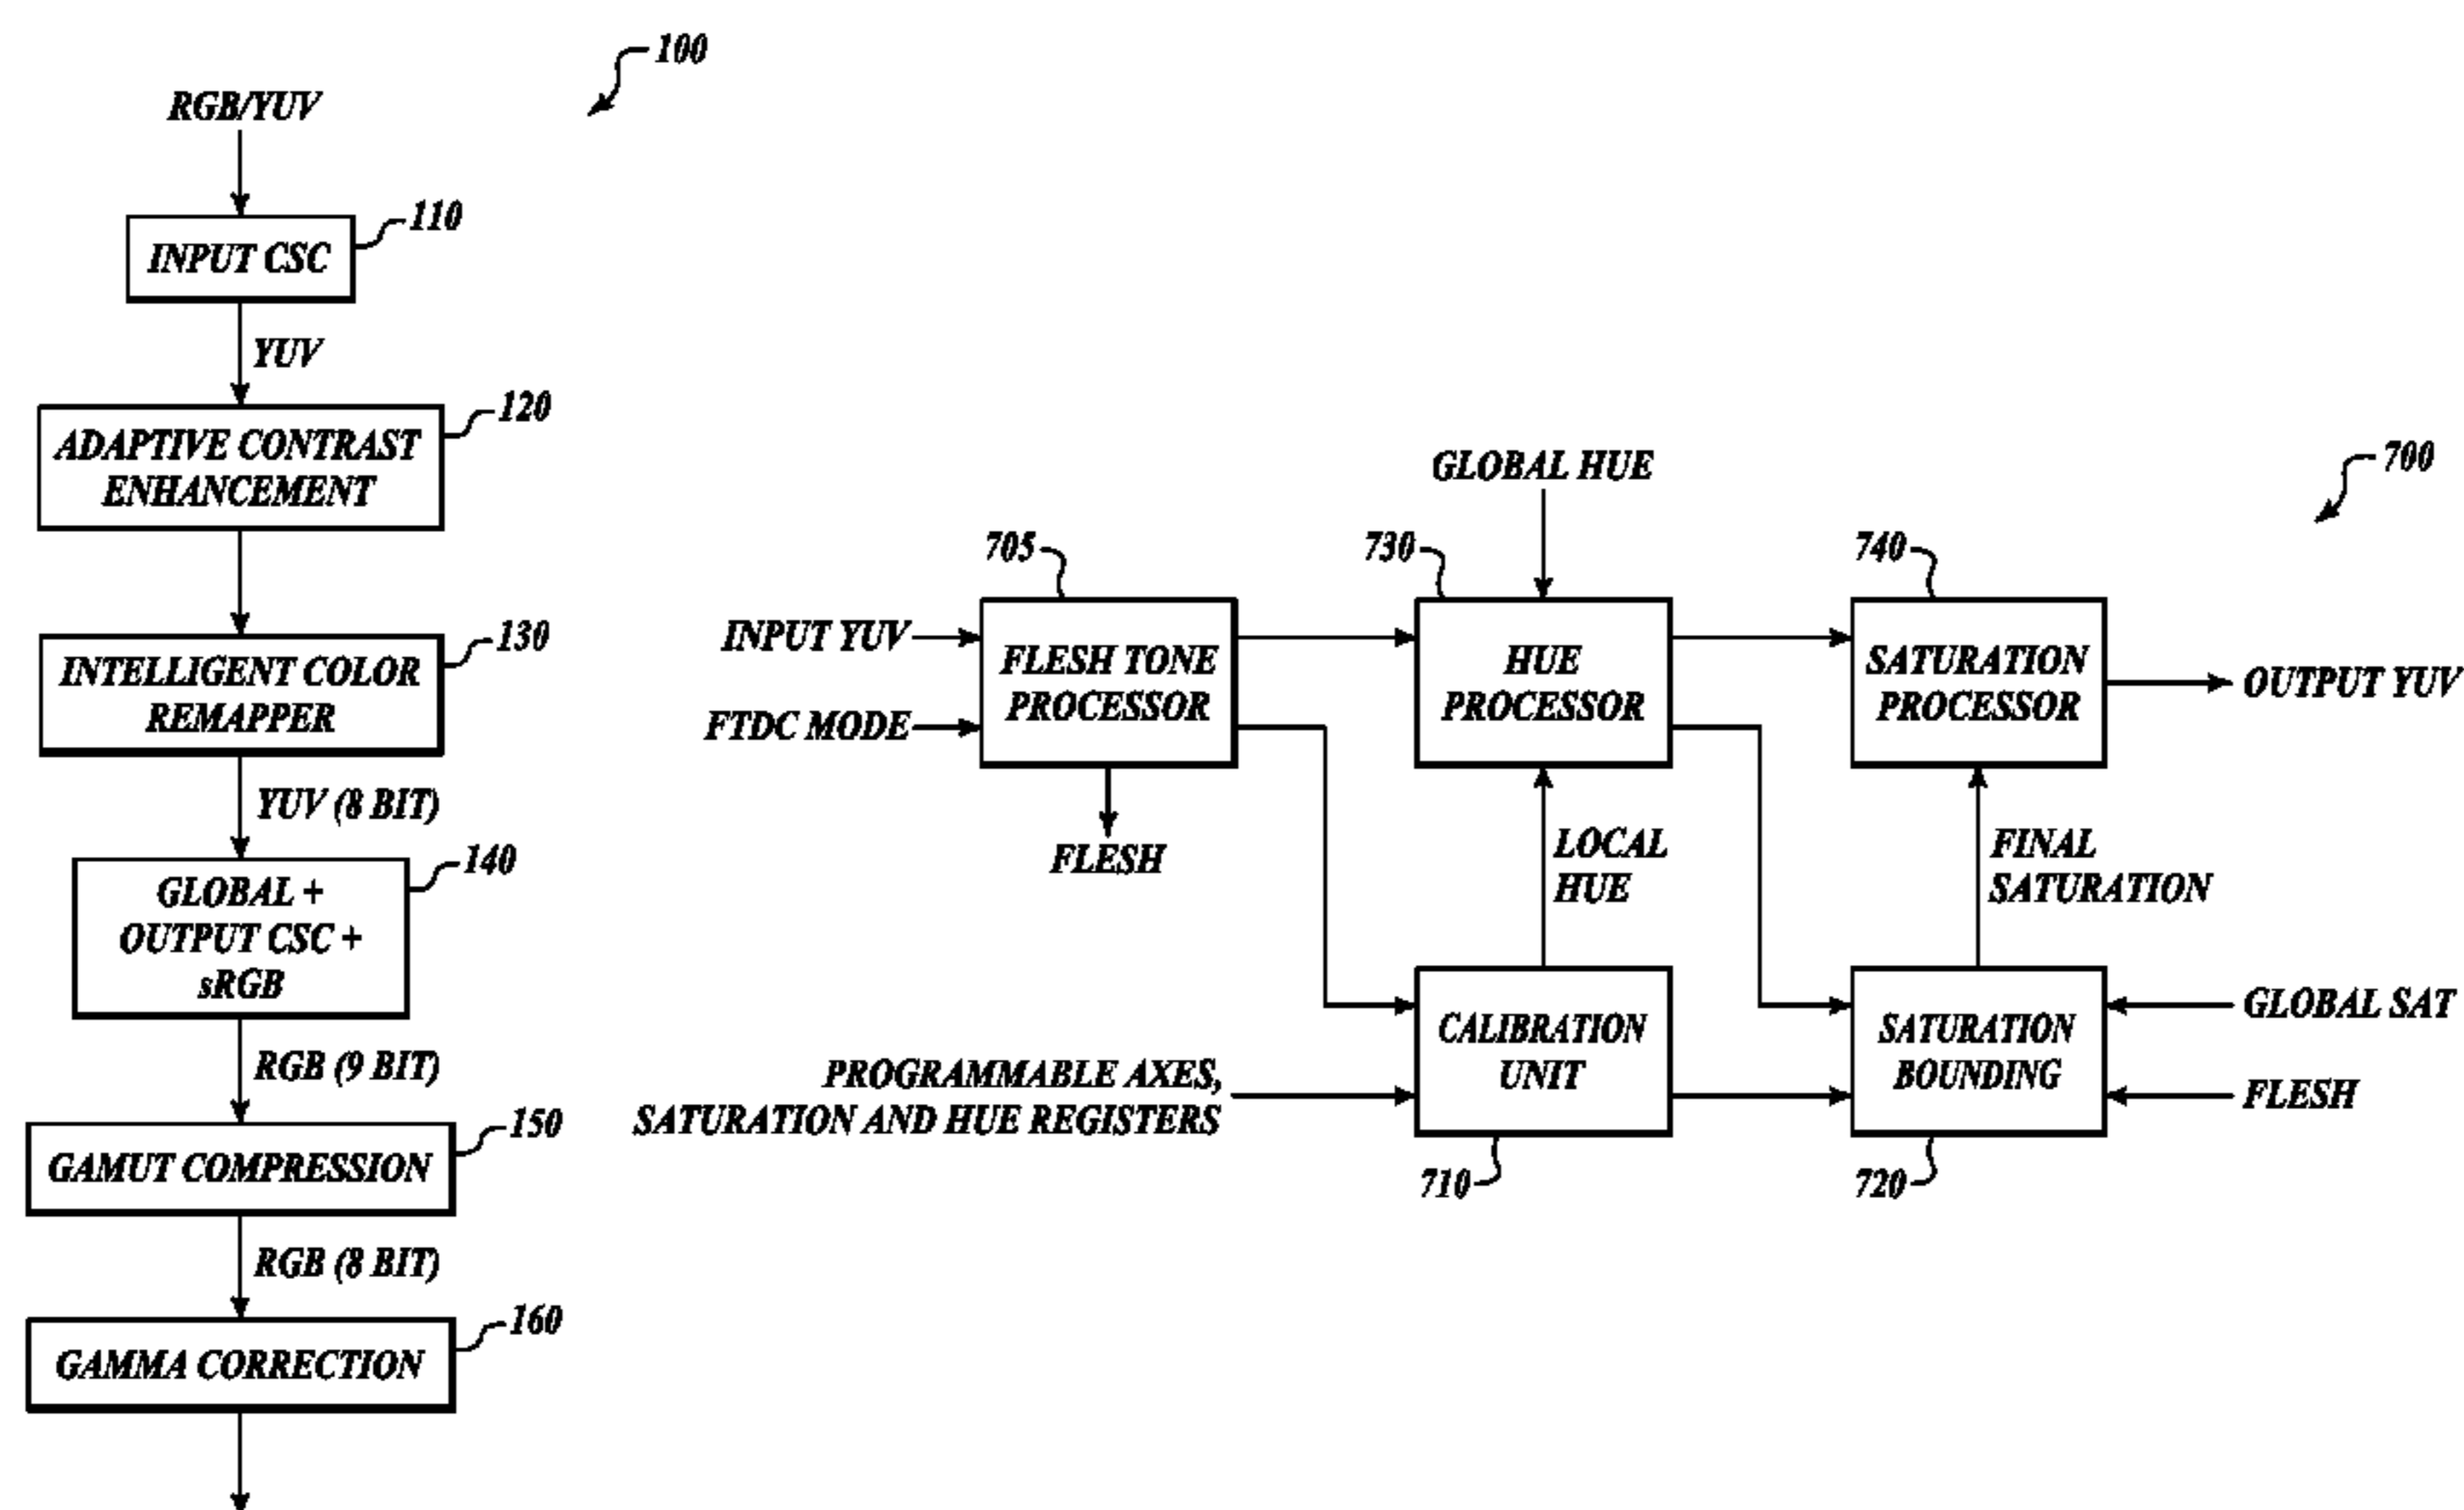 100
RGB/YUV
INPUT CSC
110
YUV
ADAPTIVE CONTRAST
ENHANCEMENT
120
INTELLIGENT COLOR
REMAPPER
130
YUV (8 BIT)
GLOBAL +
OUTPUT CSC +
sRGB
140
RGB (9 BIT)
GAMUT COMPRESSION
150
RGB (8 BIT)
GAMMA CORRECTION
160
700
GLOBAL HUE
705
730
740
INPUT YUV
FTDC MODE
FLESH TONE
PROCESSOR
HUE
PROCESSOR
SATURATION
PROCESSOR
OUTPUT YUV
FLESH
LOCAL
HUE
FINAL
SATURATION
PROGRAMMABLE AXES,
SATURATION AND HUE REGISTERS
CALIBRATION
UNIT
SATURATION
BOUNDING
GLOBAL SAT
FLESH
710
720